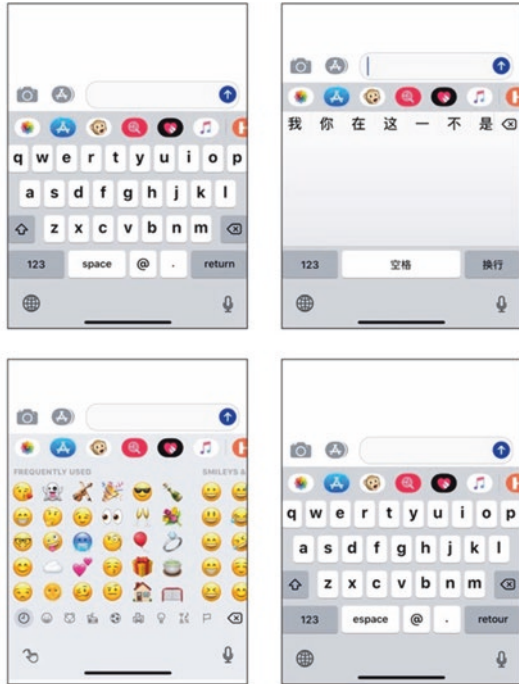 q w e r t y u i o p
a s d f g h j k l
z x c v b n m
123 space @ . return
我 你 在 这 一 不 是
123 空格 换行
FREQUENTLY USED SMILEYS &
q w e r t y u i o p
a s d f g h j k l
z x c v b n m
123 espace @ . retour